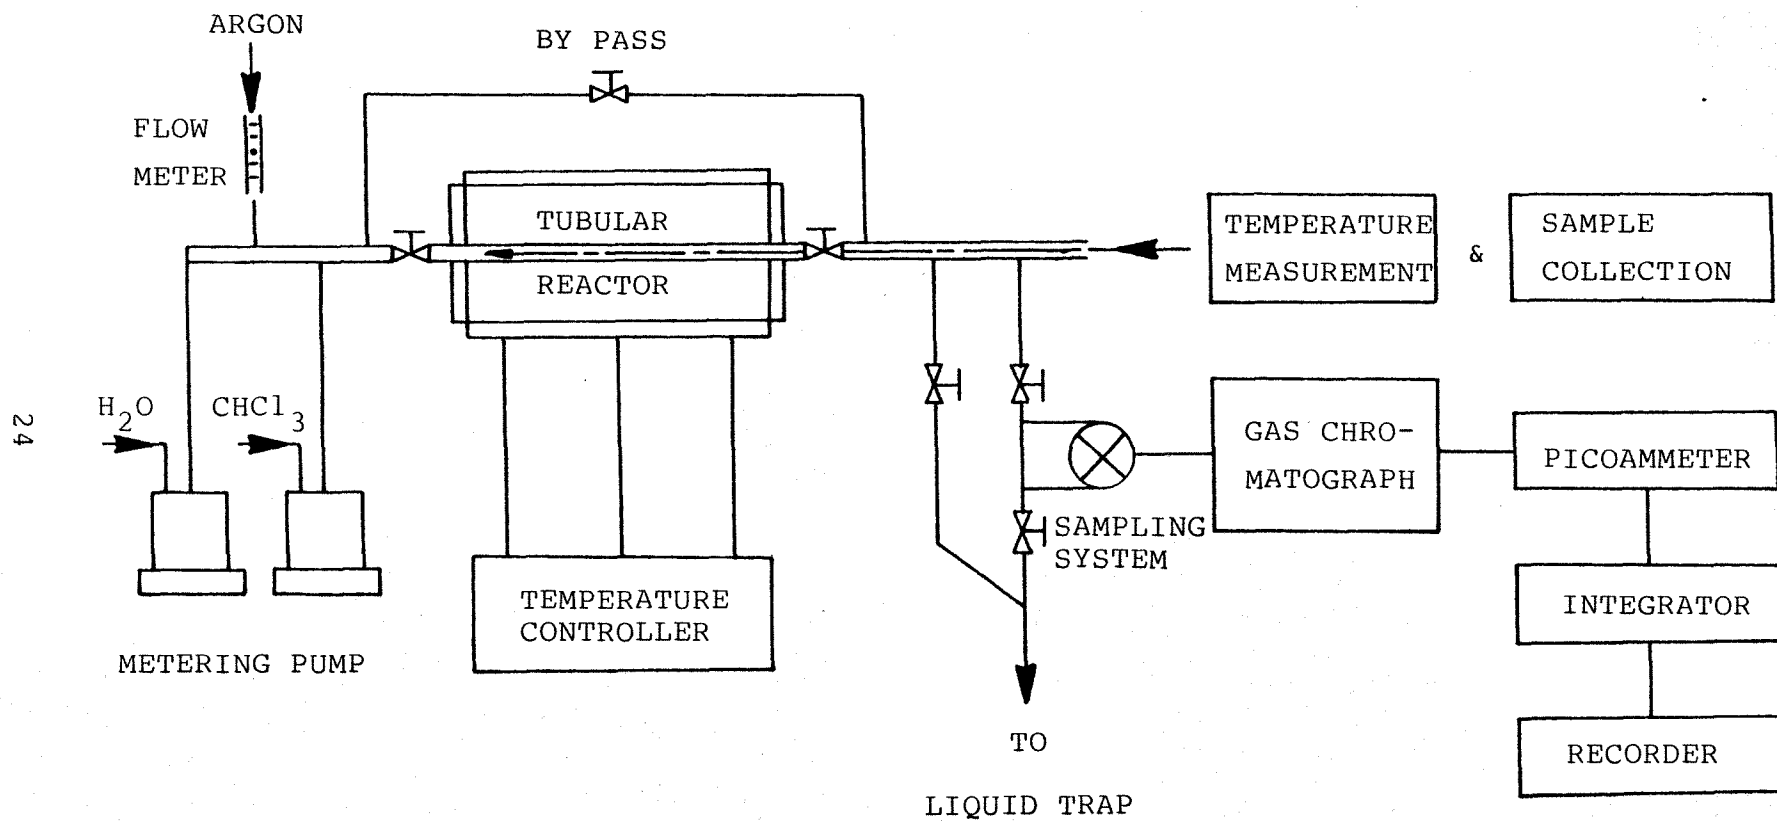 ARGON
BY PASS
FLOW
METER
TUBULAR
REACTOR
TEMPERATURE
MEASUREMENT
&
SAMPLE
COLLECTION
H2O
CHCl3
24
GAS CHRO-
MATOGRAPH
PICOAMMETER
SAMPLING
SYSTEM
TEMPERATURE
CONTROLLER
INTEGRATOR
METERING PUMP
TO
LIQUID TRAP
RECORDER